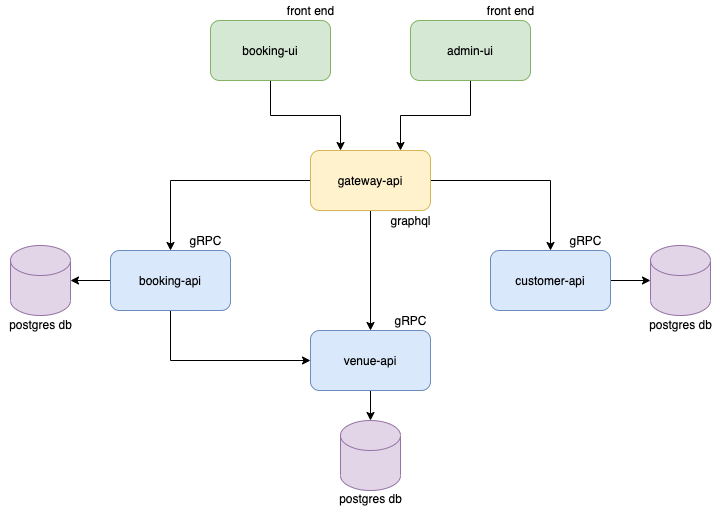 front end
front end
booking-ui
admin-ui
gateway-api
graphql
gRPC
gRPC
booking-api
customer-api
postgres db
gRPC
postgres db
venue-api
postgres db